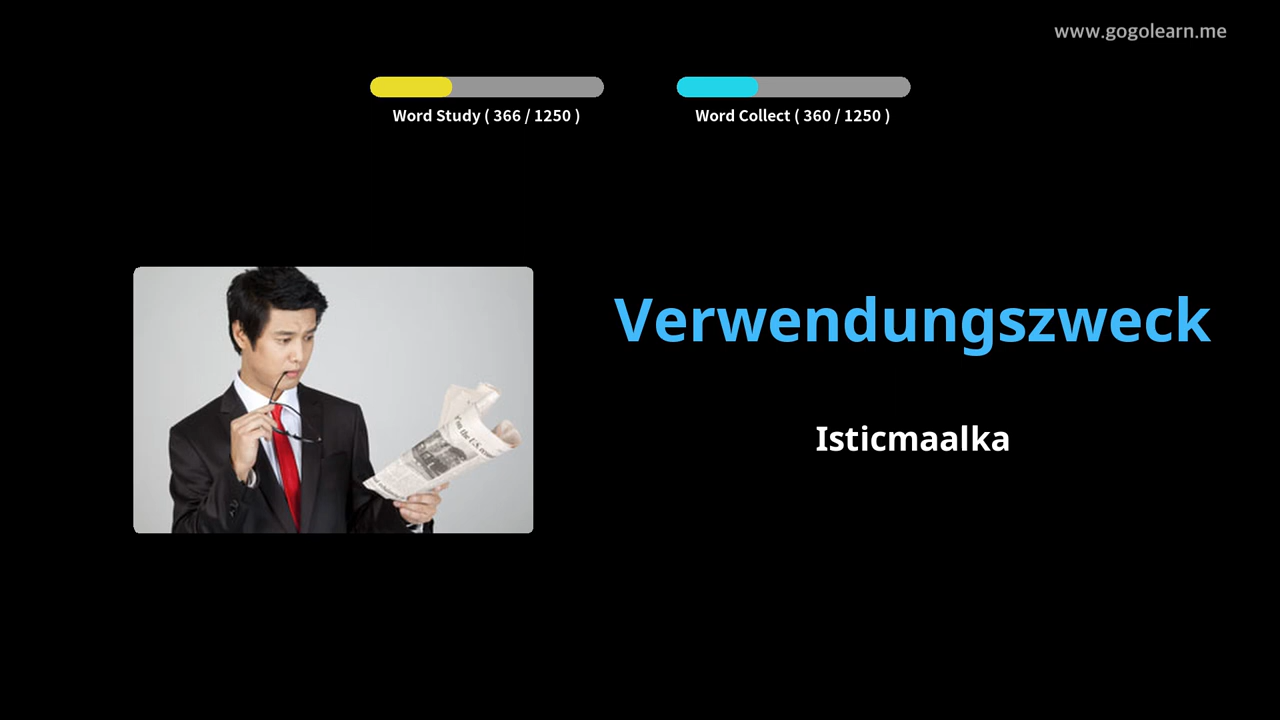 www.gogolearn.me
Word Study ( 366 / 1250 )
Word Collect ( 360 / 1250 )
Verwendungszweck
Isticmaalka